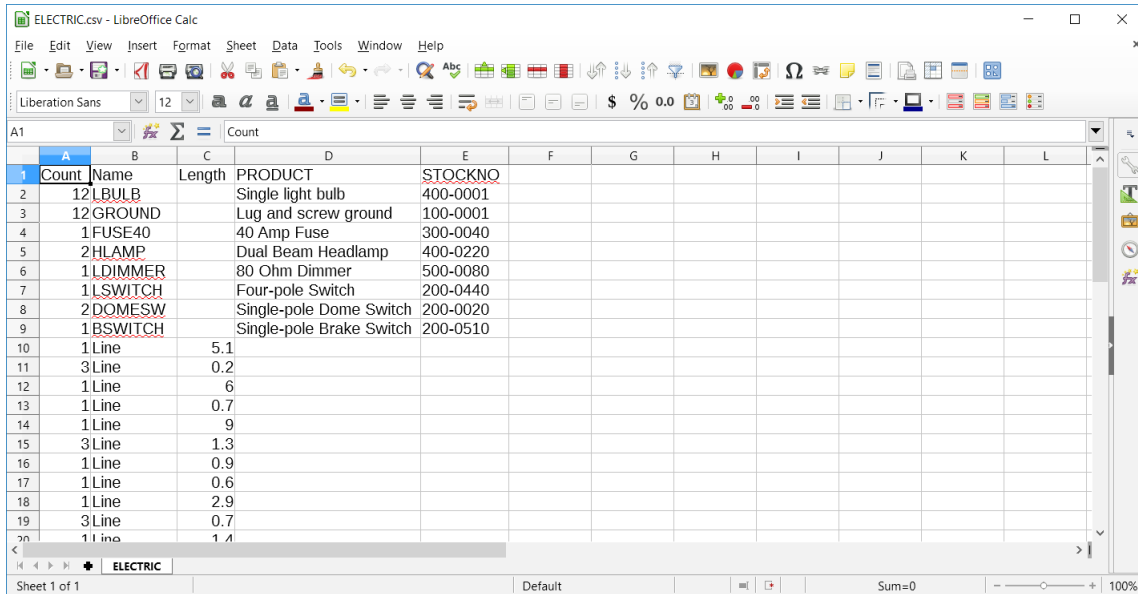 ELECTRIC.csv - LibreOffice Calc
File Edit View Insert Format Sheet Data Tools Window Help
Liberation Sans 12 a a a $ % 0.0
A1 Count
A B C D E F G H I J K L
1 Count Name Length PRODUCT STOCKNO
2 12 LBULB Single light bulb 400-0001
3 12 GROUND Lug and screw ground 100-0001
4 1 FUSE40 40 Amp Fuse 300-0040
5 2 HLAMP Dual Beam Headlamp 400-0220
6 1 LDIMMER 80 Ohm Dimmer 500-0080
7 1 LSWITCH Four-pole Switch 200-0440
8 2 DOMESW Single-pole Dome Switch 200-0020
9 1 BSWITCH Single-pole Brake Switch 200-0510
10 1 Line 5.1
11 3 Line 0.2
12 1 Line 6
13 1 Line 0.7
14 1 Line 9
15 3 Line 1.3
16 1 Line 0.9
17 1 Line 0.6
18 1 Line 2.9
19 3 Line 0.7
20 1 Line 1.4
ELECTRIC
Sheet 1 of 1 Default Sum=0 100%